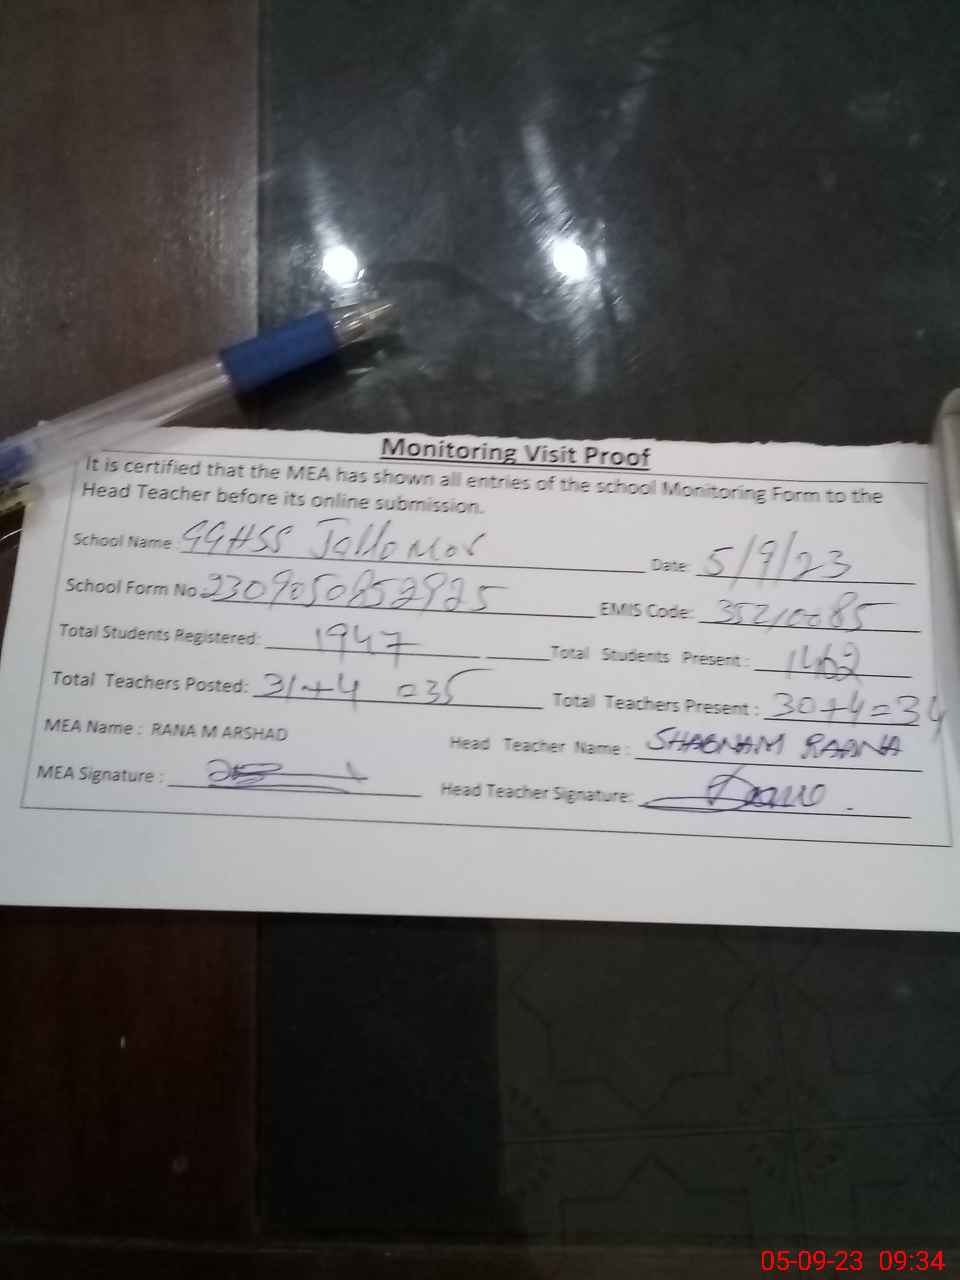 Monitoring Visit Proof
It is certified that the MEA has shown all entries of the school Monitoring Form to the
Head Teacher before its online submission.
School Name : GGHSS Jallo Mor Date: 5/9/23
School Form No 2309050852925 EMIS Code: 35210085
Total Students Registered: 1947 Total Students Present : 1462
Total Teachers Posted: 31+4 =35 Total Teachers Present : 30+4=34
MEA Name : RANA M ARSHAD Head Teacher Name : SHABNAM RAANA
MEA Signature : Head Teacher Signature:
05-09-23 09:34